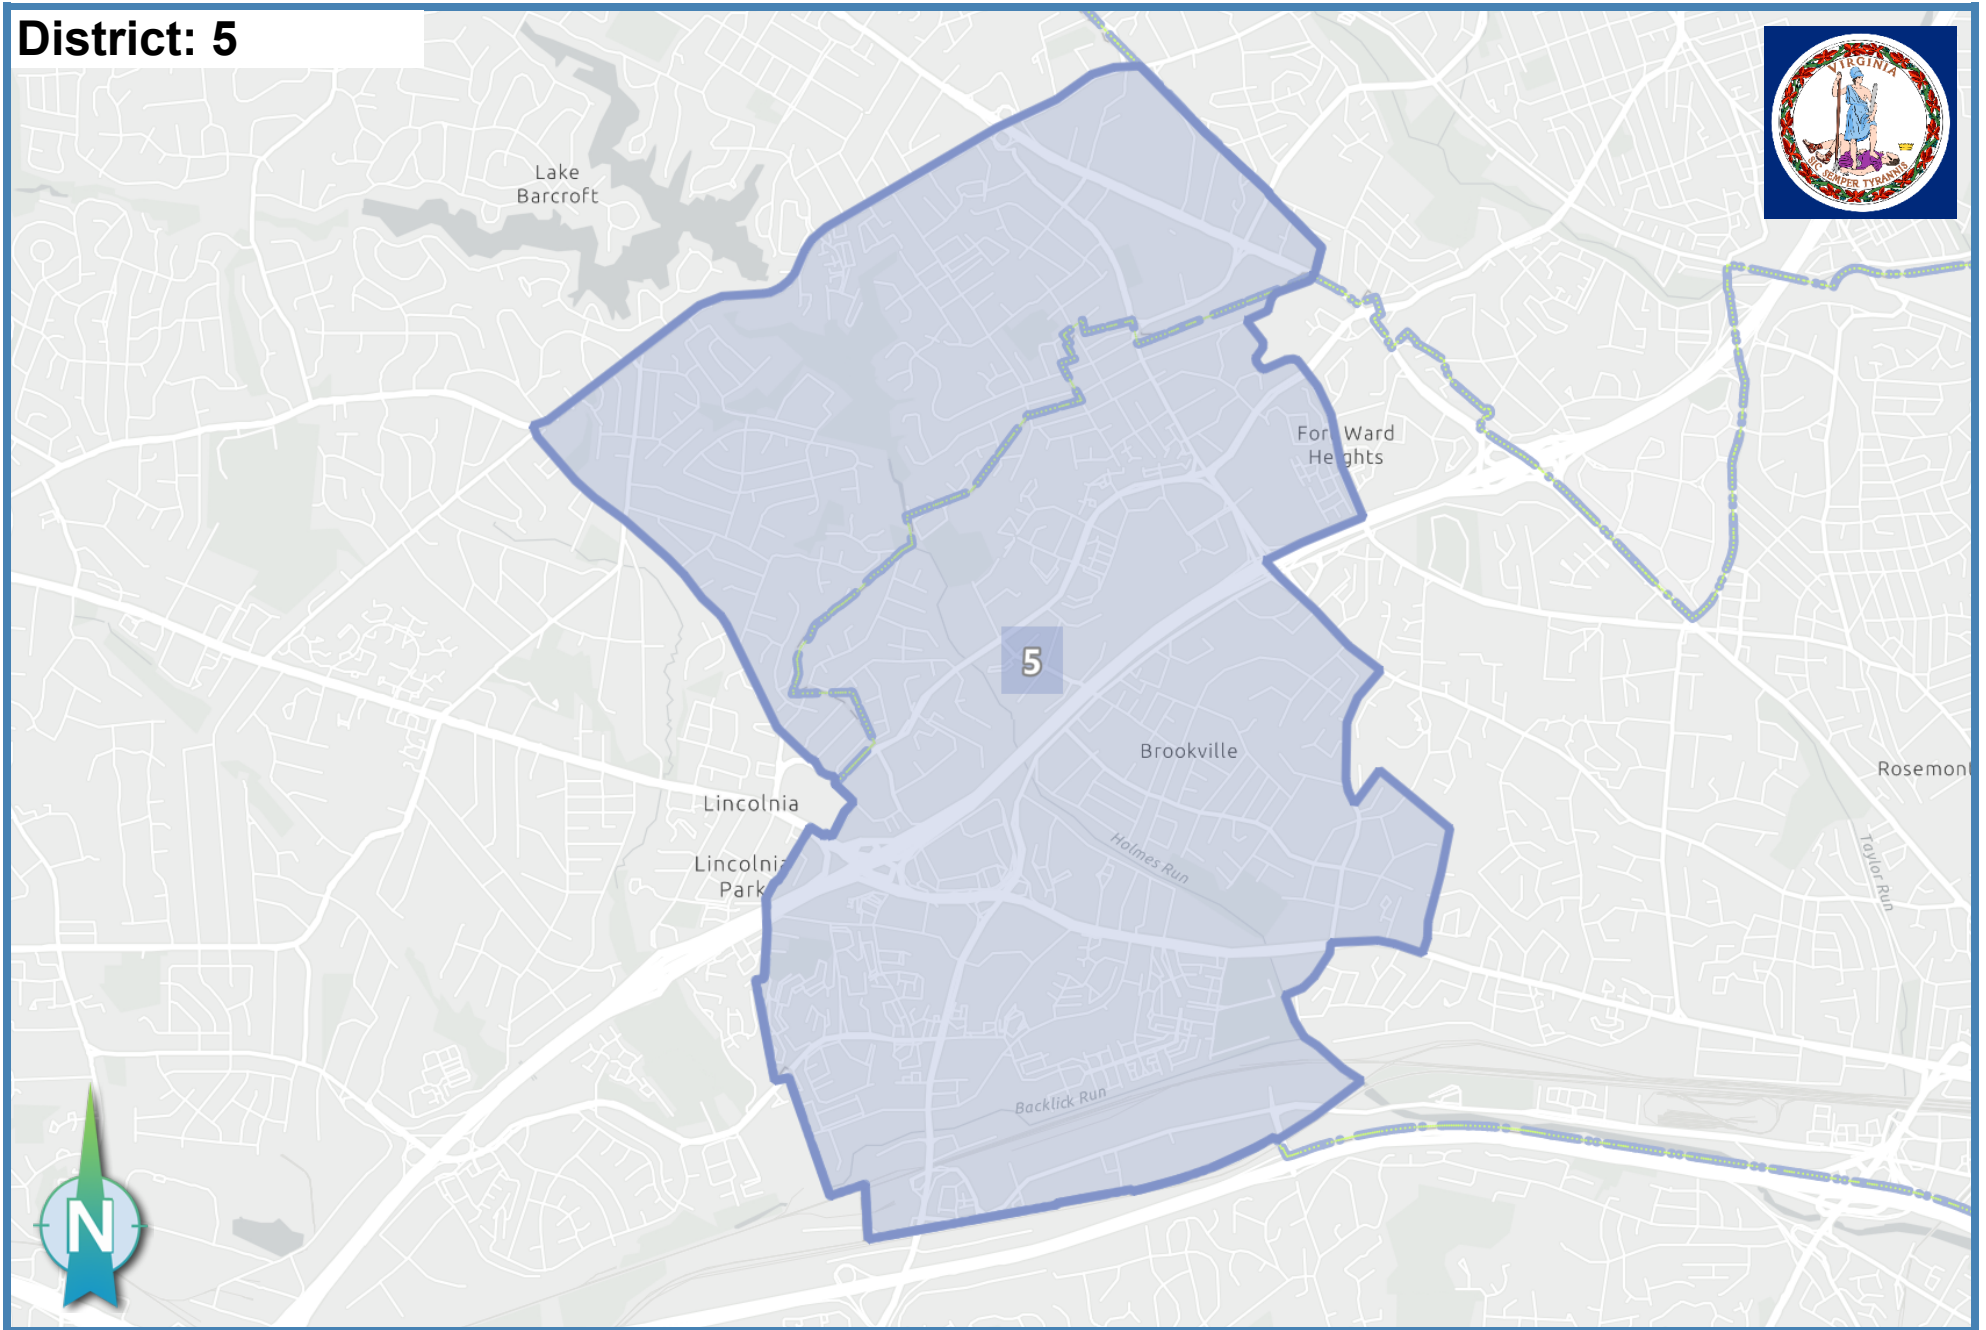 District: 5
VIRGINIA
SIC SEMPER TYRANNIS
Lake
Barcroft
Fort Ward
Heights
5
Brookville
Rosemont
Lincolnia
Holmes Run
Lincolnia
Park
Taylor Run
Backlick Run
N